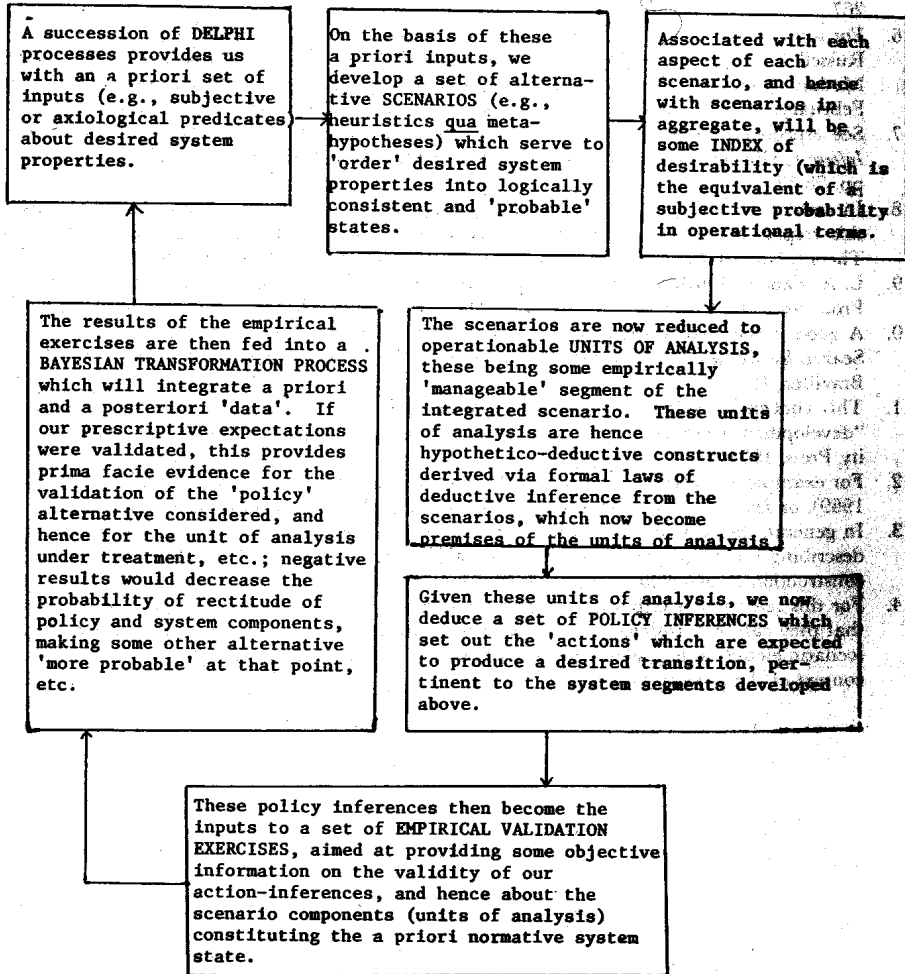 A succession of DELPHI
processes provides us
with an a priori set of
inputs (e.g., subjective
or axiological predicates)
about desired system
properties.
On the basis of these
a priori inputs, we
develop a set of alterna-
tive SCENARIOS (e.g.,
heuristics qua meta-
hypotheses) which serve to
'order' desired system
properties into logically
consistent and 'probable'
states.
Associated with each
aspect of each
scenario, and hence
with scenarios in
aggregate, will be
some INDEX of
desirability (which is
the equivalent of a
subjective probability
in operational terms.
The scenarios are now reduced to
operationable UNITS OF ANALYSIS,
these being some empirically
'manageable' segment of the
integrated scenario. These units
of analysis are hence
hypothetico-deductive constructs
derived via formal laws of
deductive inference from the
scenarios, which now become
premises of the units of analysis
Given these units of analysis, we now
deduce a set of POLICY INFERENCES which
set out the 'actions' which are expected
to produce a desired transition, per-
tinent to the system segments developed
above.
These policy inferences then become the
inputs to a set of EMPIRICAL VALIDATION
EXERCISES, aimed at providing some objective
information on the validity of our
action-inferences, and hence about the
scenario components (units of analysis)
constituting the a priori normative system
state.
The results of the empirical
exercises are then fed into a
BAYESIAN TRANSFORMATION PROCESS
which will integrate a priori
and a posteriori 'data'. If
our prescriptive expectations
were validated, this provides
prima facie evidence for the
validation of the 'policy'
alternative considered, and
hence for the unit of analysis
under treatment, etc.; negative
results would decrease the
probability of rectitude of
policy and system components,
making some other alternative
'more probable' at that point,
etc.